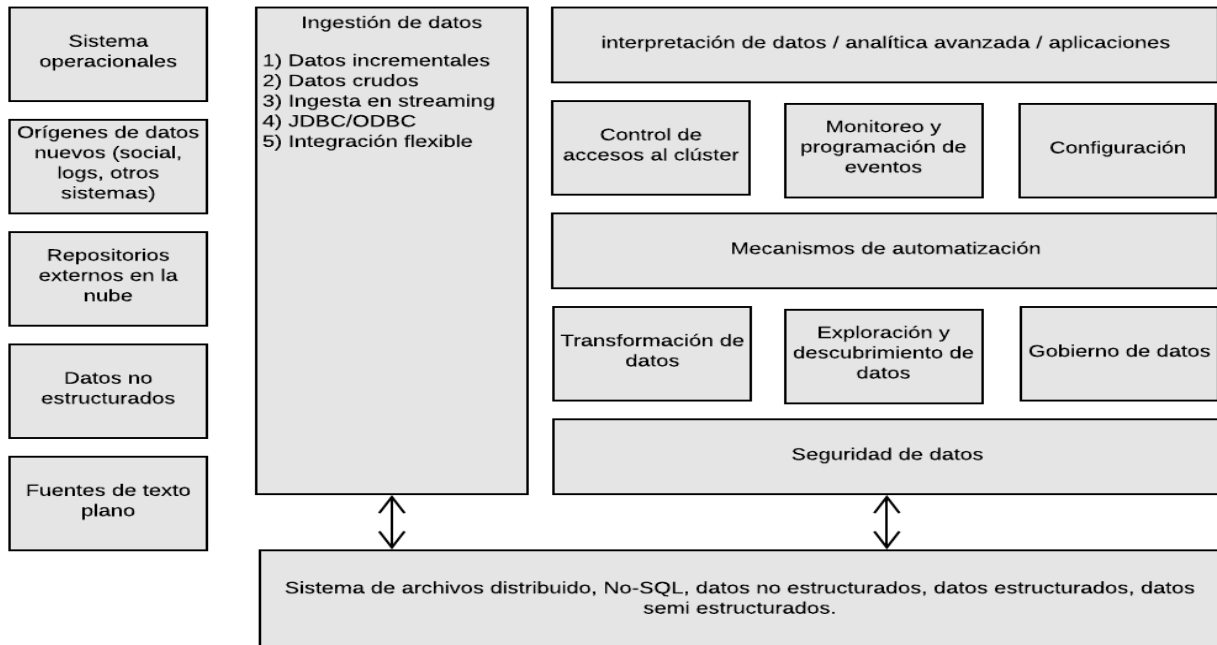 Sistema
operacionales
Orígenes de datos
nuevos (social,
logs, otros
sistemas)
Repositorios
externos en la
nube
Datos no
estructurados
Fuentes de texto
plano
Ingestión de datos
1) Datos incrementales
2) Datos crudos
3) Ingesta en streaming
4) JDBC/ODBC
5) Integración flexible
interpretación de datos / analítica avanzada / aplicaciones
Control de
accesos al clúster
Monitoreo y
programación de
eventos
Configuración
Mecanismos de automatización
Transformación de
datos
Exploración y
descubrimiento de
datos
Gobierno de datos
Seguridad de datos
Sistema de archivos distribuido, No-SQL, datos no estructurados, datos estructurados, datos
semi estructurados.